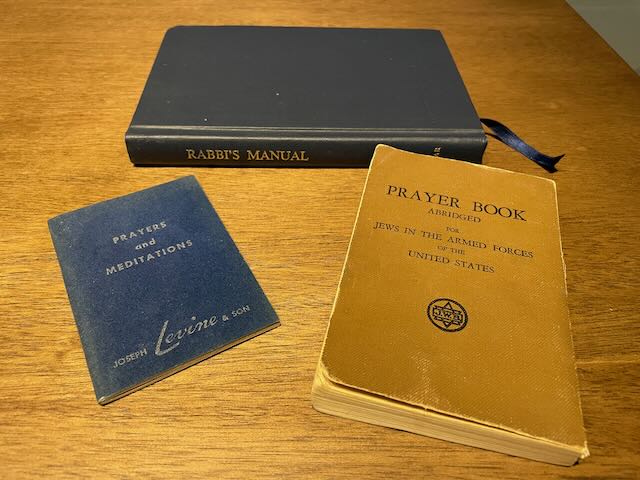 RABBI'S MANUAL
PRAYERS
and
MEDITATIONS
JOSEPH Levine & SON
PRAYER BOOK
ABRIDGED
FOR
JEWS IN THE ARMED FORCES
OF THE
UNITED STATES
J.W.B.